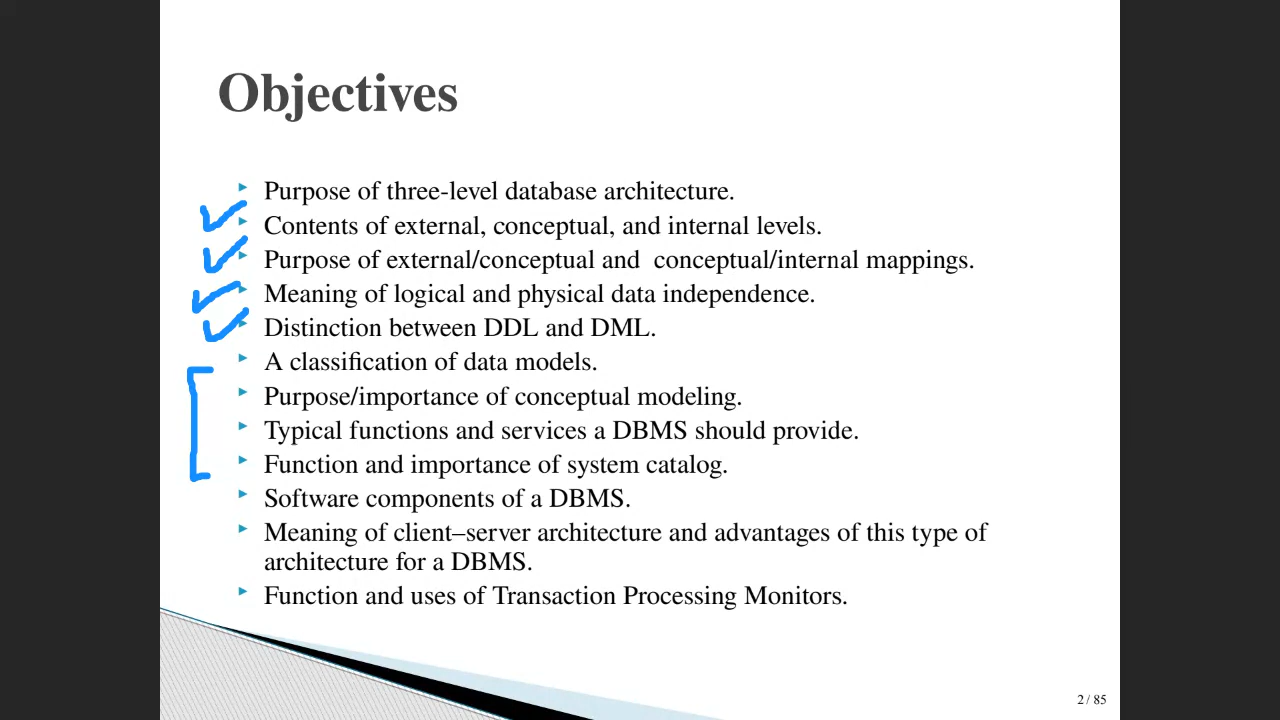 Objectives
Purpose of three-level database architecture.
Contents of external, conceptual, and internal levels.
Purpose of external/conceptual and  conceptual/internal mappings.
Meaning of logical and physical data independence.
Distinction between DDL and DML.
A classification of data models.
Purpose/importance of conceptual modeling.
Typical functions and services a DBMS should provide.
Function and importance of system catalog.
Software components of a DBMS.
Meaning of client–server architecture and advantages of this type of
architecture for a DBMS.
Function and uses of Transaction Processing Monitors.
2 / 85